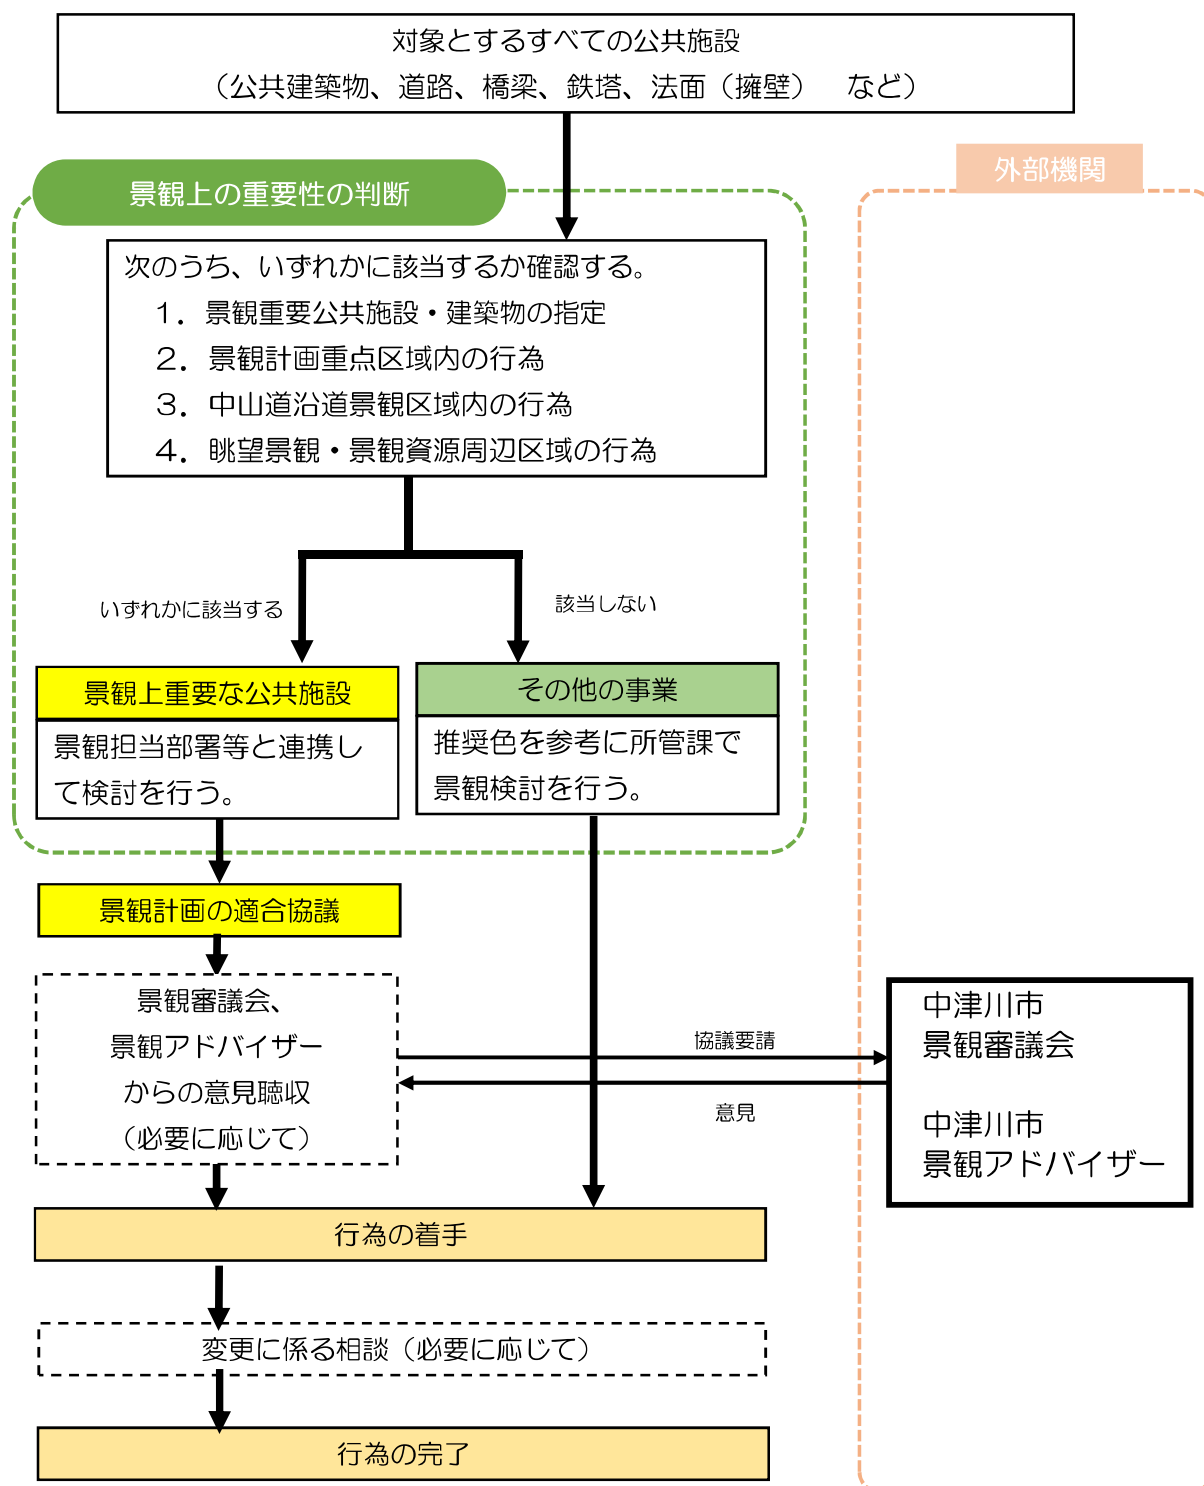 対象とするすべての公共施設
（公共建築物、道路、橋梁、鉄塔、法面（擁壁）　など）
外部機関
景観上の重要性の判断
次のうち、いずれかに該当するか確認する。
１．景観重要公共施設・建築物の指定
２．景観計画重点区域内の行為
３．中山道沿道景観区域内の行為
４．眺望景観・景観資源周辺区域の行為
いずれかに該当する
該当しない
景観上重要な公共施設
景観担当部署等と連携し
て検討を行う。
その他の事業
推奨色を参考に所管課で
景観検討を行う。
景観計画の適合協議
景観審議会、
景観アドバイザー
からの意見聴収
（必要に応じて）
協議要請
意見
中津川市
景観審議会
中津川市
景観アドバイザー
行為の着手
変更に係る相談（必要に応じて）
行為の完了